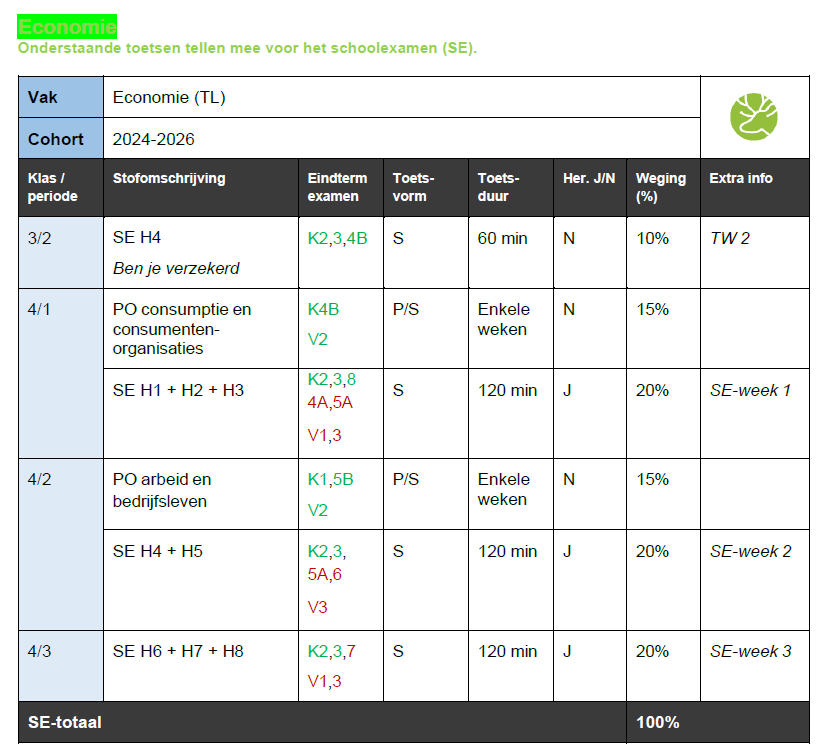 Economie
Onderstaande toetsen tellen mee voor het schoolexamen (SE).
Vak Economie (TL)
Cohort 2024-2026
Klas / periode Stofomschrijving Eindterm examen Toets-vorm Toets-duur Her. J/N Weging (%) Extra info
3/2 SE H4 K2,3,4B S 60 min N 10% TW 2
Ben je verzekerd
4/1 PO consumptie en K4B P/S Enkele N 15%
consumenten- V2 weken
organisaties
SE H1 + H2 + H3 K2,3,8 S 120 min J 20% SE-week 1
4A,5A
V1,3
4/2 PO arbeid en K1,5B P/S Enkele N 15%
bedrijfsleven V2 weken
SE H4 + H5 K2,3, S 120 min J 20% SE-week 2
5A,6
V3
4/3 SE H6 + H7 + H8 K2,3,7 S 120 min J 20% SE-week 3
V1,3
SE-totaal 100%